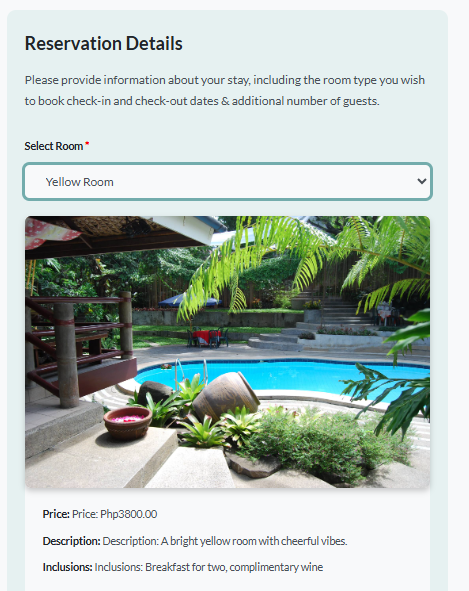 Reservation Details
Please provide information about your stay, including the room type you wish
to book check-in and check-out dates & additional number of guests.
Select Room *
Yellow Room
Price: Price: Php3800.00
Description: Description: A bright yellow room with cheerful vibes.
Inclusions: Inclusions: Breakfast for two, complimentary wine